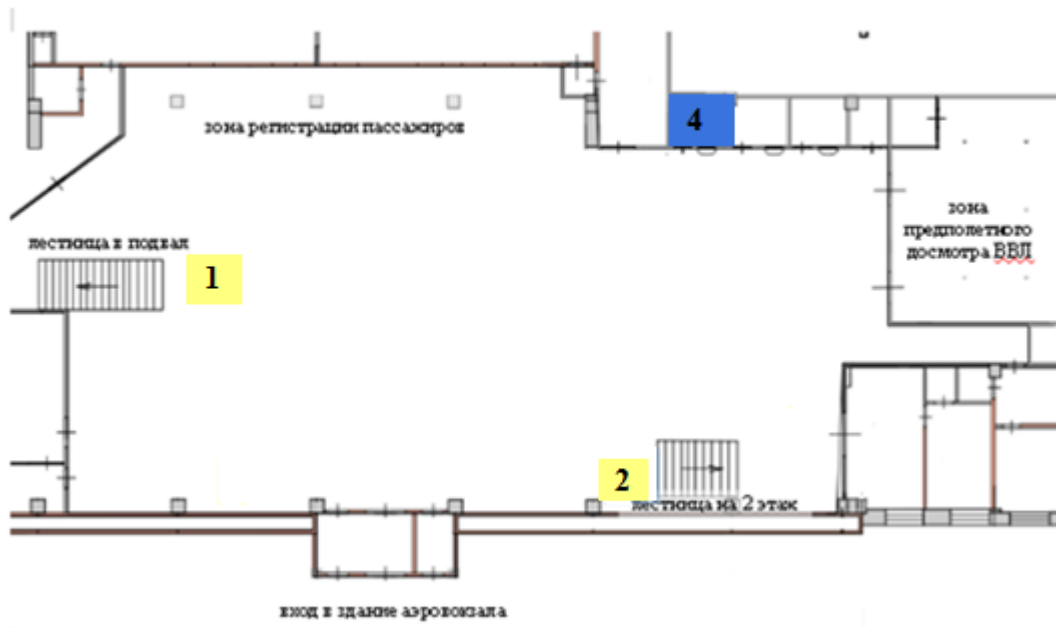 4
зона регистрации пассажиров
зона
предполетного
досмотра ВВЛ
лестница в подвал
1
2
лестница на 2 этаж
вход в здание аэровокзала